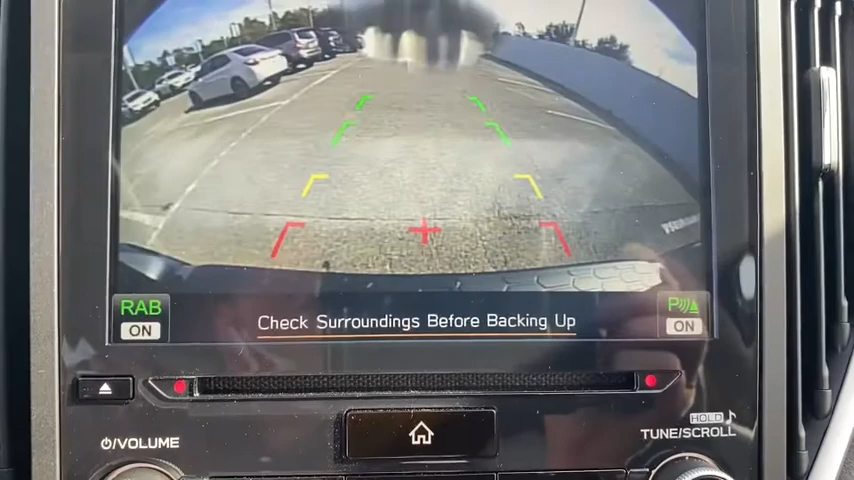 RAB
ON
Check Surroundings Before Backing Up
P
ON
HOLD
VOLUME
TUNE/SCROLL